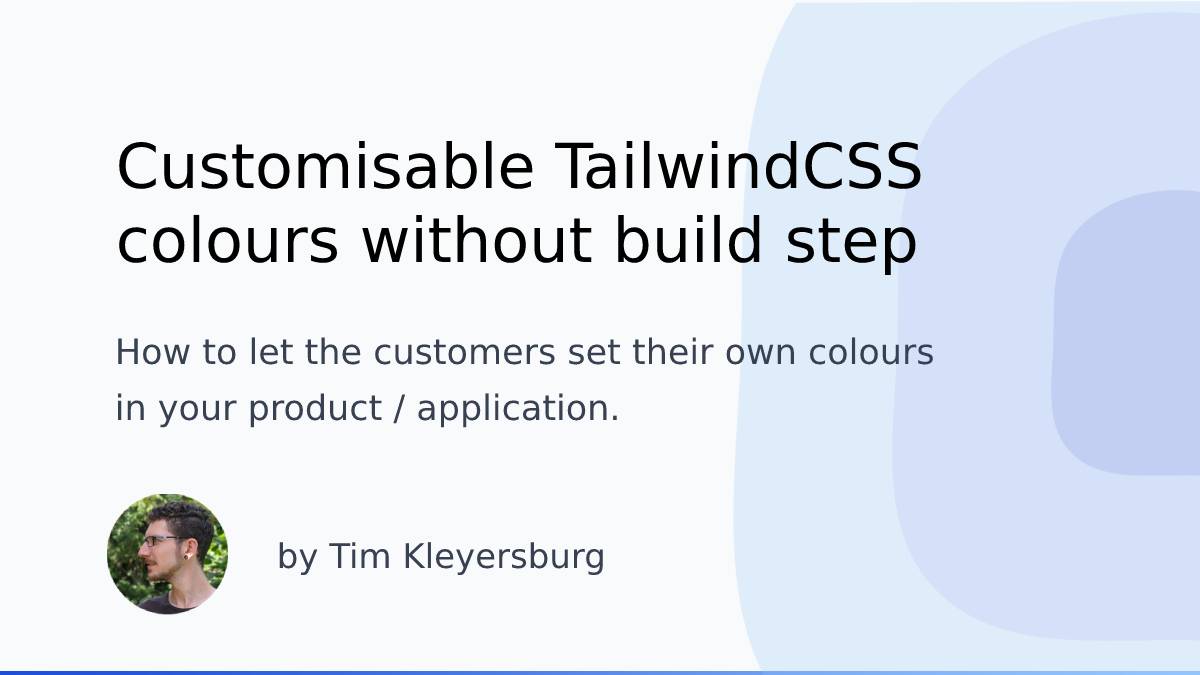 Customisable TailwindCSS
colours without build step
How to let the customers set their own colours
in your product / application.
by Tim Kleyersburg